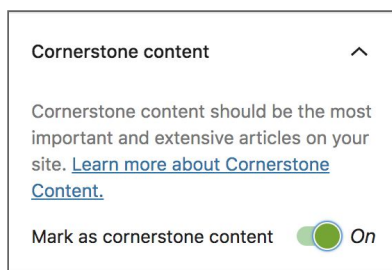 Cornerstone content
Cornerstone content should be the most
important and extensive articles on your
site. Learn more about Cornerstone
Content.
Mark as cornerstone content On